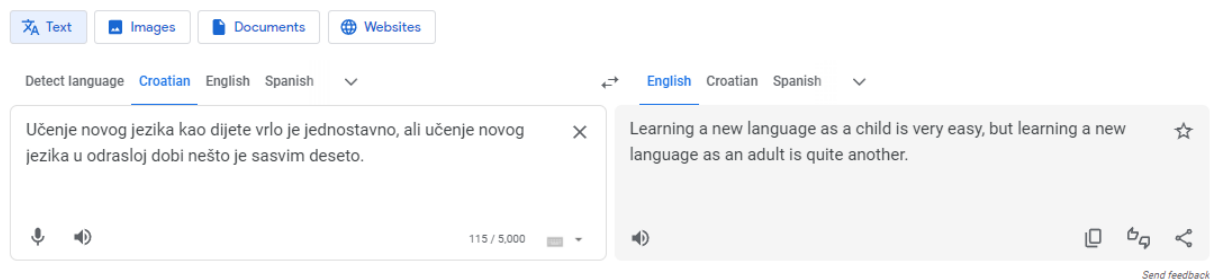 Text Images Documents Websites
Detect language Croatian English Spanish
English Croatian Spanish
Učenje novog jezika kao dijete vrlo je jednostavno, ali učenje novog
jezika u odrasloj dobi nešto je sasvim deseto.
115 / 5,000
Learning a new language as a child is very easy, but learning a new
language as an adult is quite another.
Send feedback